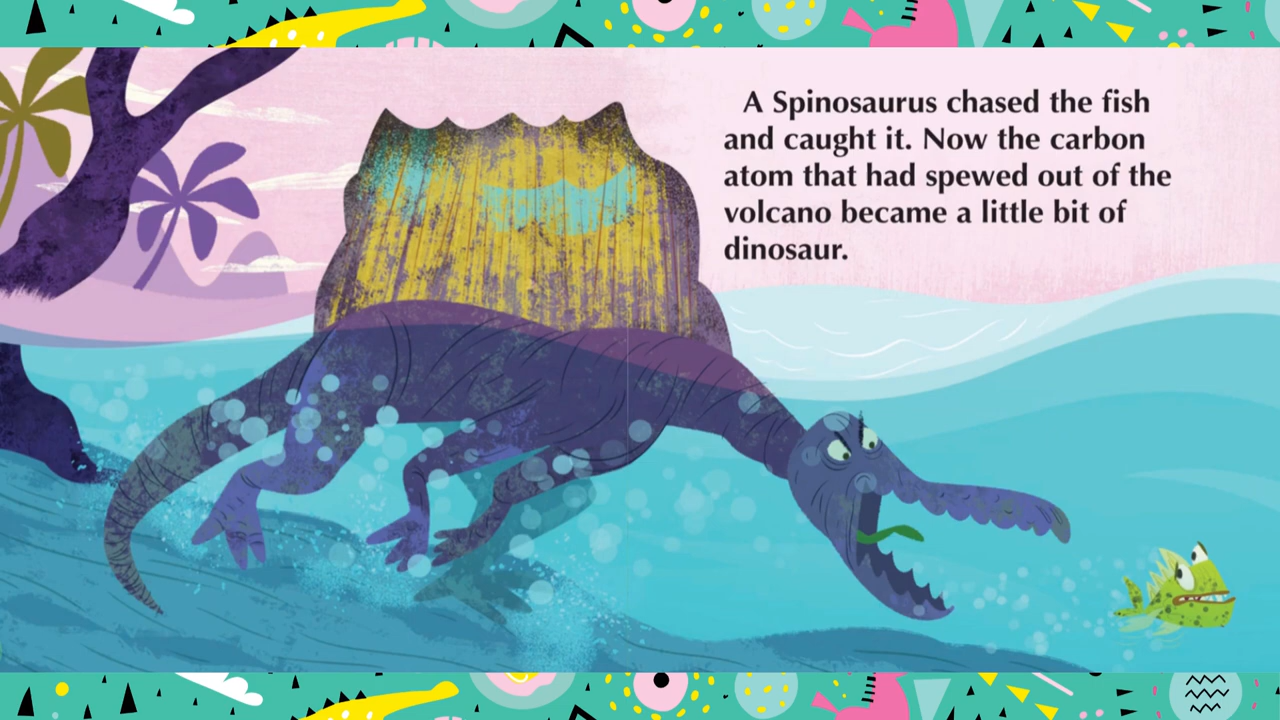 A Spinosaurus chased the fish
and caught it. Now the carbon
atom that had spewed out of the
volcano became a little bit of
dinosaur.